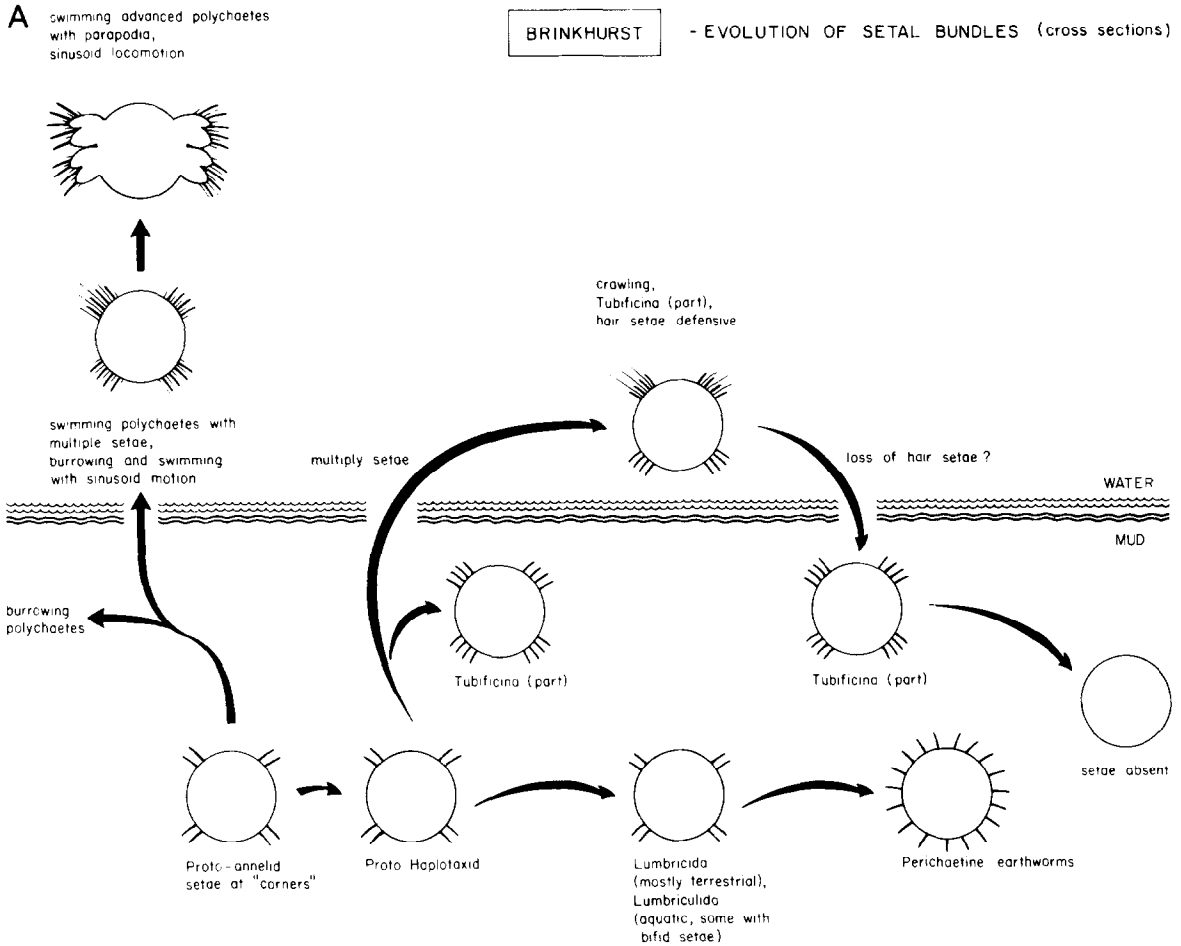 A
swimming advanced polychaetes
with parapodia,
sinusoid locomotion
BRINKHURST - EVOLUTION OF SETAL BUNDLES (cross sections)
crawling,
Tubificina (part),
hair setae defensive
swimming polychaetes with
multiple setae,
burrowing and swimming
with sinusoid motion
multiply setae
loss of hair setae ?
WATER
MUD
burrowing
polychaetes
Tubificina (part)
Tubificina (part)
setae absent
Proto-annelid
setae at "corners"
Proto Haplotaxid
Lumbricida
(mostly terrestrial),
Lumbriculida
(aquatic, some with
bifid setae)
Perichaetine earthworms